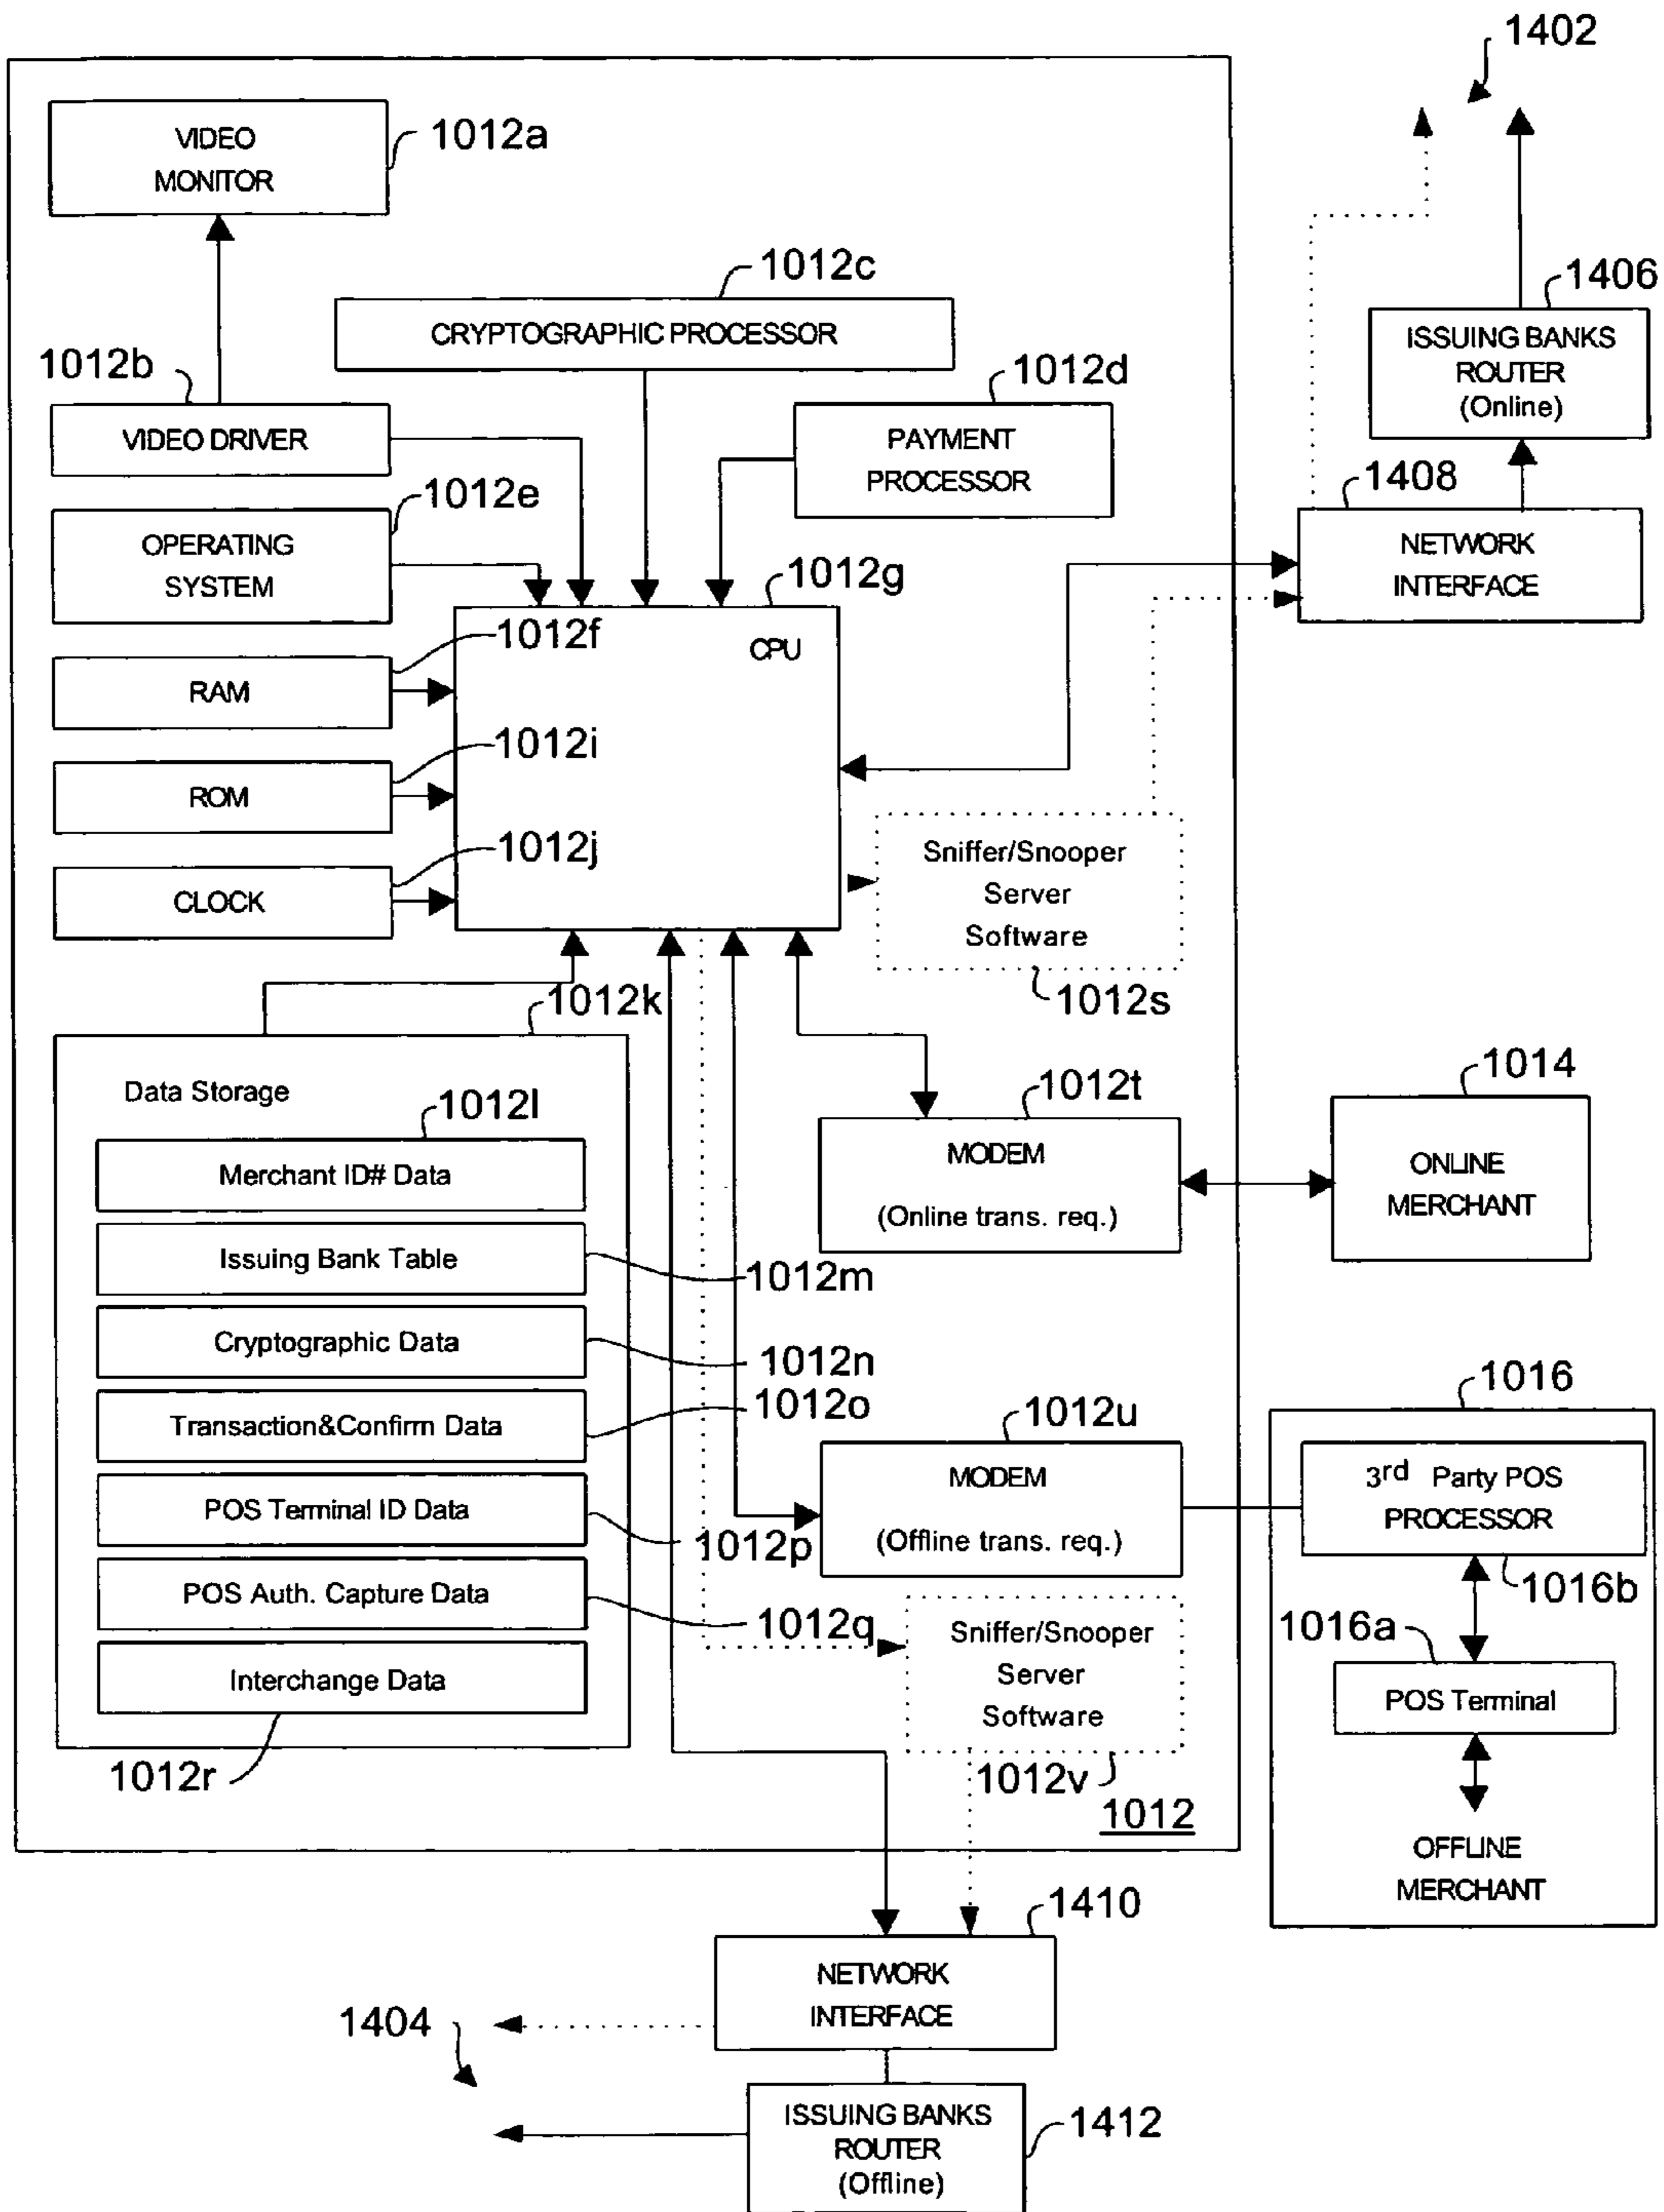 1402
VIDEO
MONITOR
1012a
1012c
CRYPTOGRAPHIC PROCESSOR
1406
ISSUING BANKS
ROUTER
(Online)
1012b
VIDEO DRIVER
1012d
PAYMENT
PROCESSOR
1408
NETWORK
INTERFACE
1012e
OPERATING
SYSTEM
1012g
CPU
1012f
RAM
1012i
ROM
1012j
CLOCK
Sniffer/Snooper
Server
Software
1012s
1012k
Data Storage
1012l
Merchant ID# Data
Issuing Bank Table
1012m
Cryptographic Data
1012n
Transaction&Confirm Data
1012o
POS Terminal ID Data
1012p
POS Auth. Capture Data
1012q
Interchange Data
1012r
1012t
MODEM
(Online trans. req.)
1014
ONLINE
MERCHANT
1012u
MODEM
(Offline trans. req.)
1016
3rd Party POS
PROCESSOR
1016b
1016a
POS Terminal
OFFLINE
MERCHANT
Sniffer/Snooper
Server
Software
1012v
1012
1410
NETWORK
INTERFACE
1404
ISSUING BANKS
ROUTER
(Offline)
1412